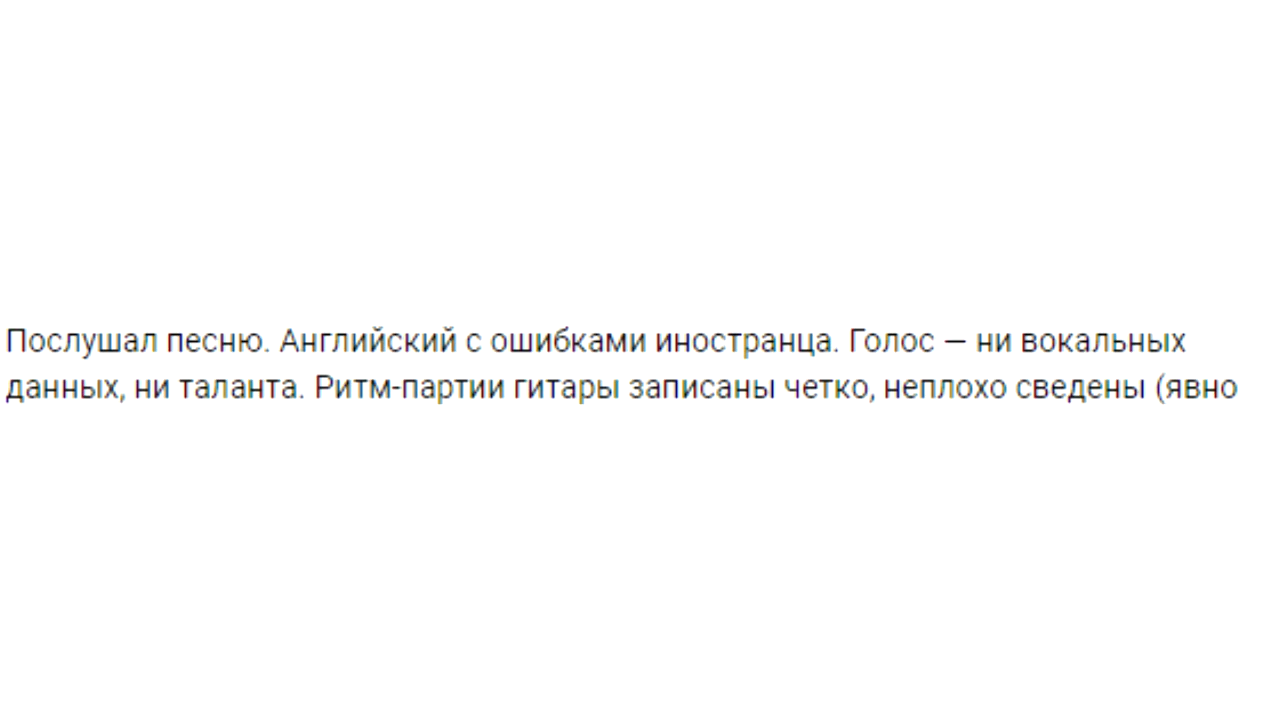 Послушал песню. Английский с ошибками иностранца. Голос — ни вокальных
данных, ни таланта. Ритм-партии гитары записаны четко, неплохо сведены (явно